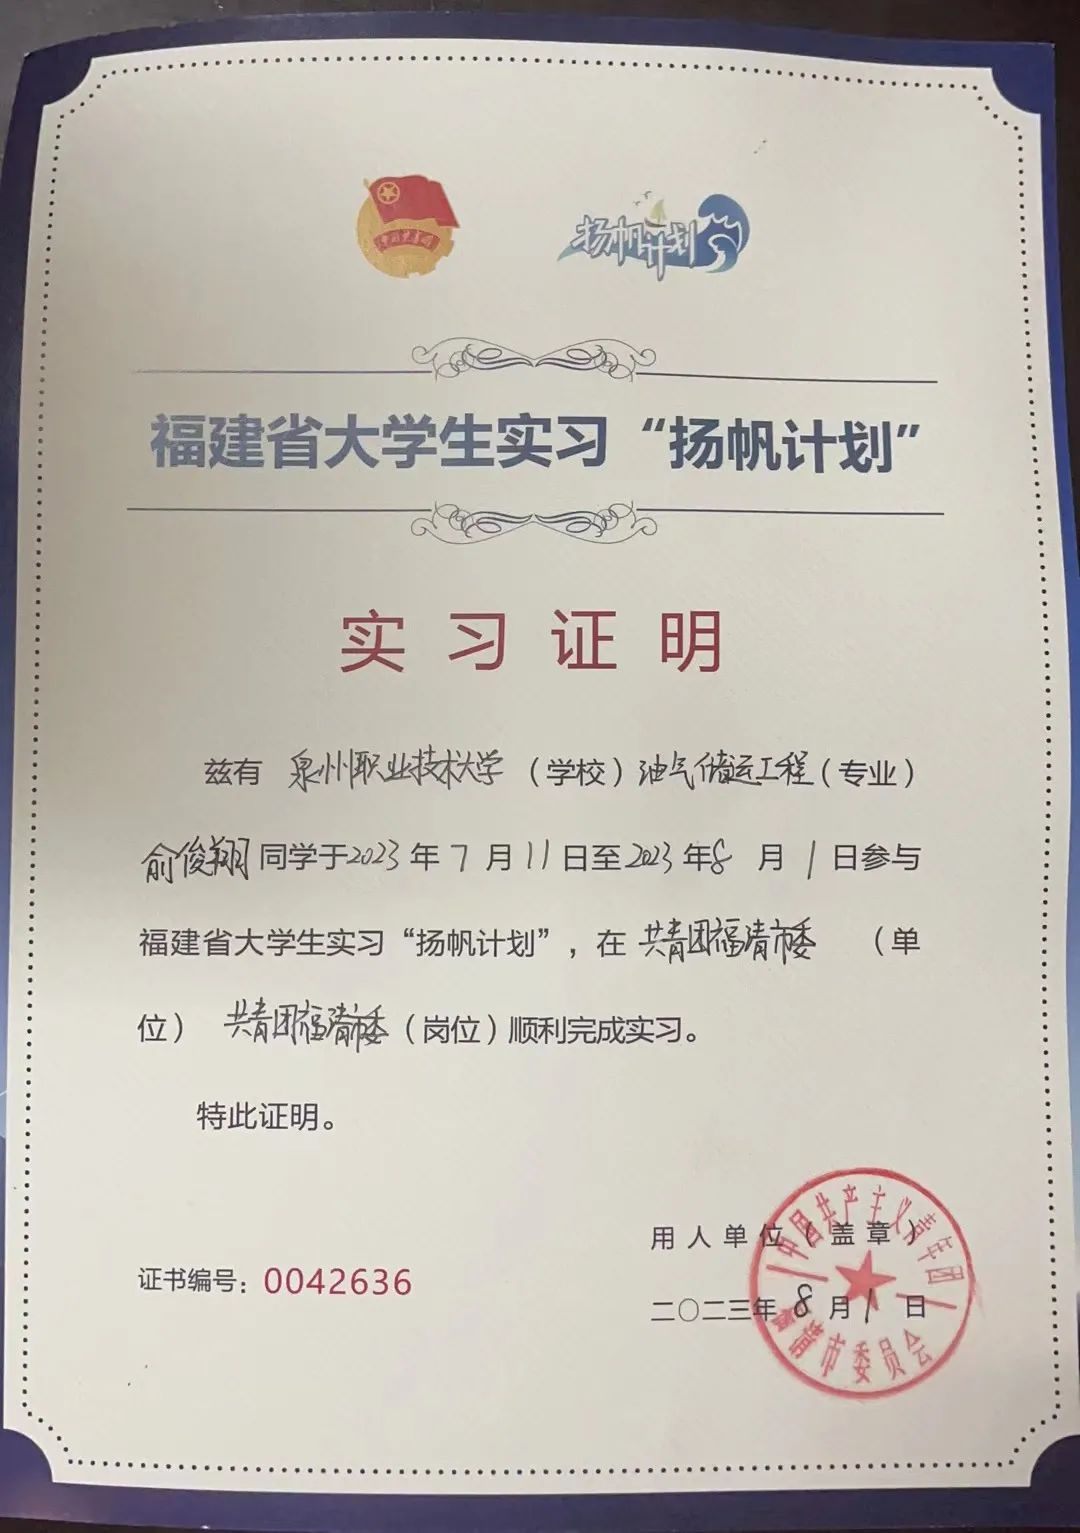 中国共青团
扬帆计划
福建省大学生实习“扬帆计划”
实习证明
兹有 泉州职业技术大学（学校）油气储运工程（专业）
俞俊翔同学于2023年7月11日至2023年8月1日参与
福建省大学生实习“扬帆计划”，在 共青团福清市委 （单
位） 共青团福清市委（岗位）顺利完成实习。
特此证明。
用人单位（盖章）
证书编号：0042636
二〇二三年8月1日
中国共产主义青年团
福清市委员会